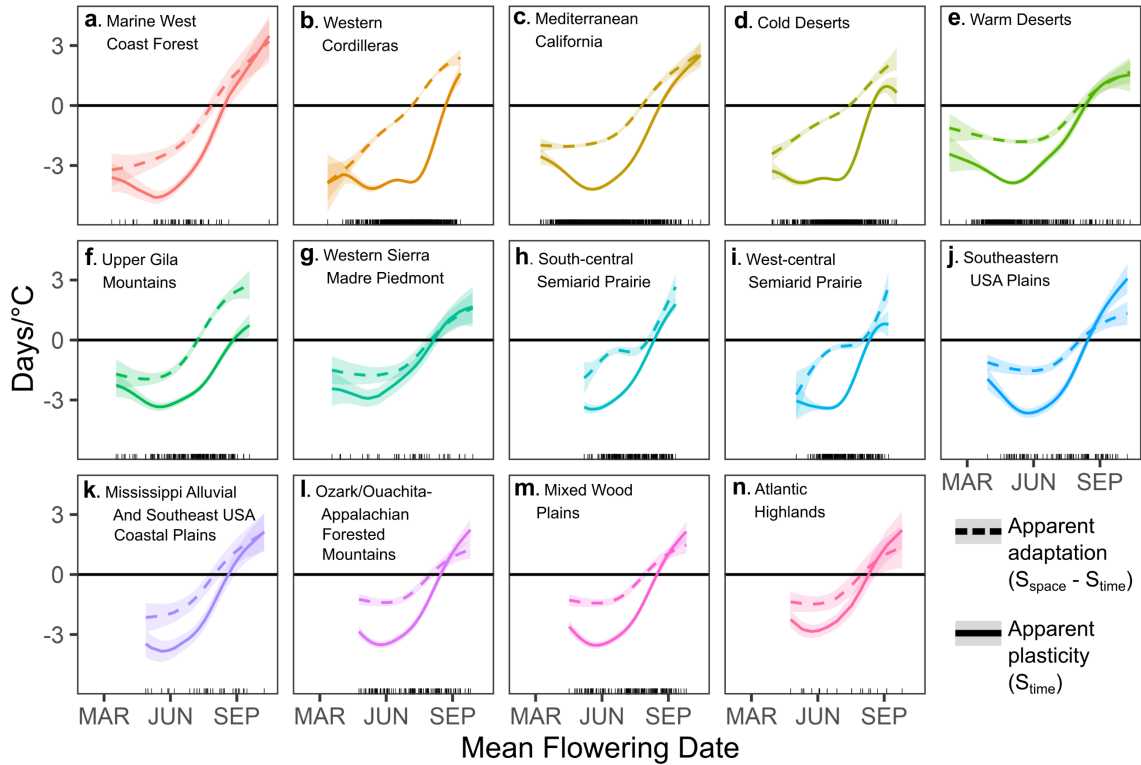 a. Marine West
Coast Forest
b. Western
Cordilleras
c. Mediterranean
California
d. Cold Deserts
e. Warm Deserts
3
0
-3
f. Upper Gila
Mountains
g. Western Sierra
Madre Piedmont
h. South-central
Semiarid Prairie
i. West-central
Semiarid Prairie
j. Southeastern
USA Plains
3
0
-3
Days/°C
MAR JUN SEP
k. Mississippi Alluvial
And Southeast USA
Coastal Plains
l. Ozark/Ouachita-
Appalachian
Forested
Mountains
m. Mixed Wood
Plains
n. Atlantic
Highlands
3
0
-3
Apparent
adaptation
(Sspace - Stime)
Apparent
plasticity
(Stime)
MAR JUN SEP
MAR JUN SEP
MAR JUN SEP
MAR JUN SEP
Mean Flowering Date